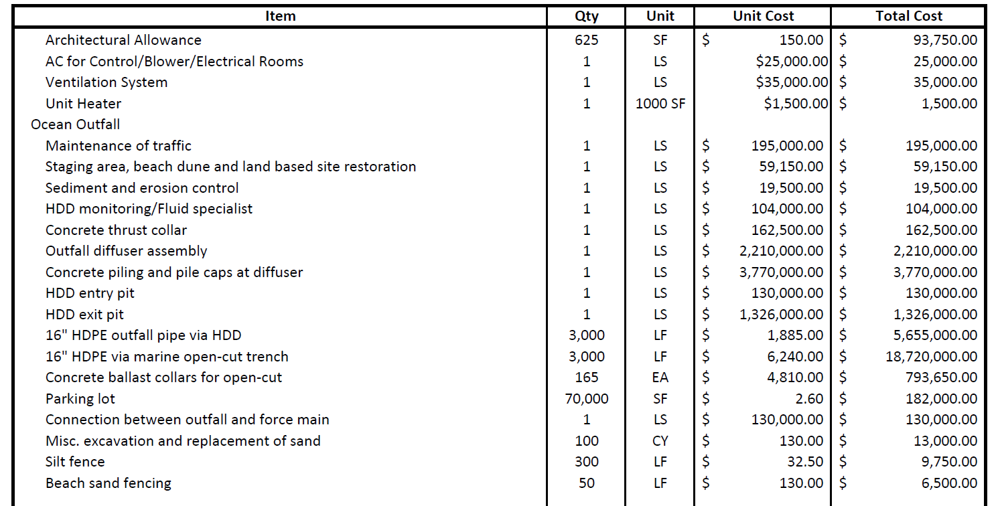 Item Qty Unit Unit Cost Total Cost
Architectural Allowance 625 SF $ 150.00 $ 93,750.00
AC for Control/Blower/Electrical Rooms 1 LS $25,000.00 $ 25,000.00
Ventilation System 1 LS $35,000.00 $ 35,000.00
Unit Heater 1 1000 SF $1,500.00 $ 1,500.00
Ocean Outfall
Maintenance of traffic 1 LS $ 195,000.00 $ 195,000.00
Staging area, beach dune and land based site restoration 1 LS $ 59,150.00 $ 59,150.00
Sediment and erosion control 1 LS $ 19,500.00 $ 19,500.00
HDD monitoring/Fluid specialist 1 LS $ 104,000.00 $ 104,000.00
Concrete thrust collar 1 LS $ 162,500.00 $ 162,500.00
Outfall diffuser assembly 1 LS $ 2,210,000.00 $ 2,210,000.00
Concrete piling and pile caps at diffuser 1 LS $ 3,770,000.00 $ 3,770,000.00
HDD entry pit 1 LS $ 130,000.00 $ 130,000.00
HDD exit pit 1 LS $ 1,326,000.00 $ 1,326,000.00
16" HDPE outfall pipe via HDD 3,000 LF $ 1,885.00 $ 5,655,000.00
16" HDPE via marine open-cut trench 3,000 LF $ 6,240.00 $ 18,720,000.00
Concrete ballast collars for open-cut 165 EA $ 4,810.00 $ 793,650.00
Parking lot 70,000 SF $ 2.60 $ 182,000.00
Connection between outfall and force main 1 LS $ 130,000.00 $ 130,000.00
Misc. excavation and replacement of sand 100 CY $ 130.00 $ 13,000.00
Silt fence 300 LF $ 32.50 $ 9,750.00
Beach sand fencing 50 LF $ 130.00 $ 6,500.00